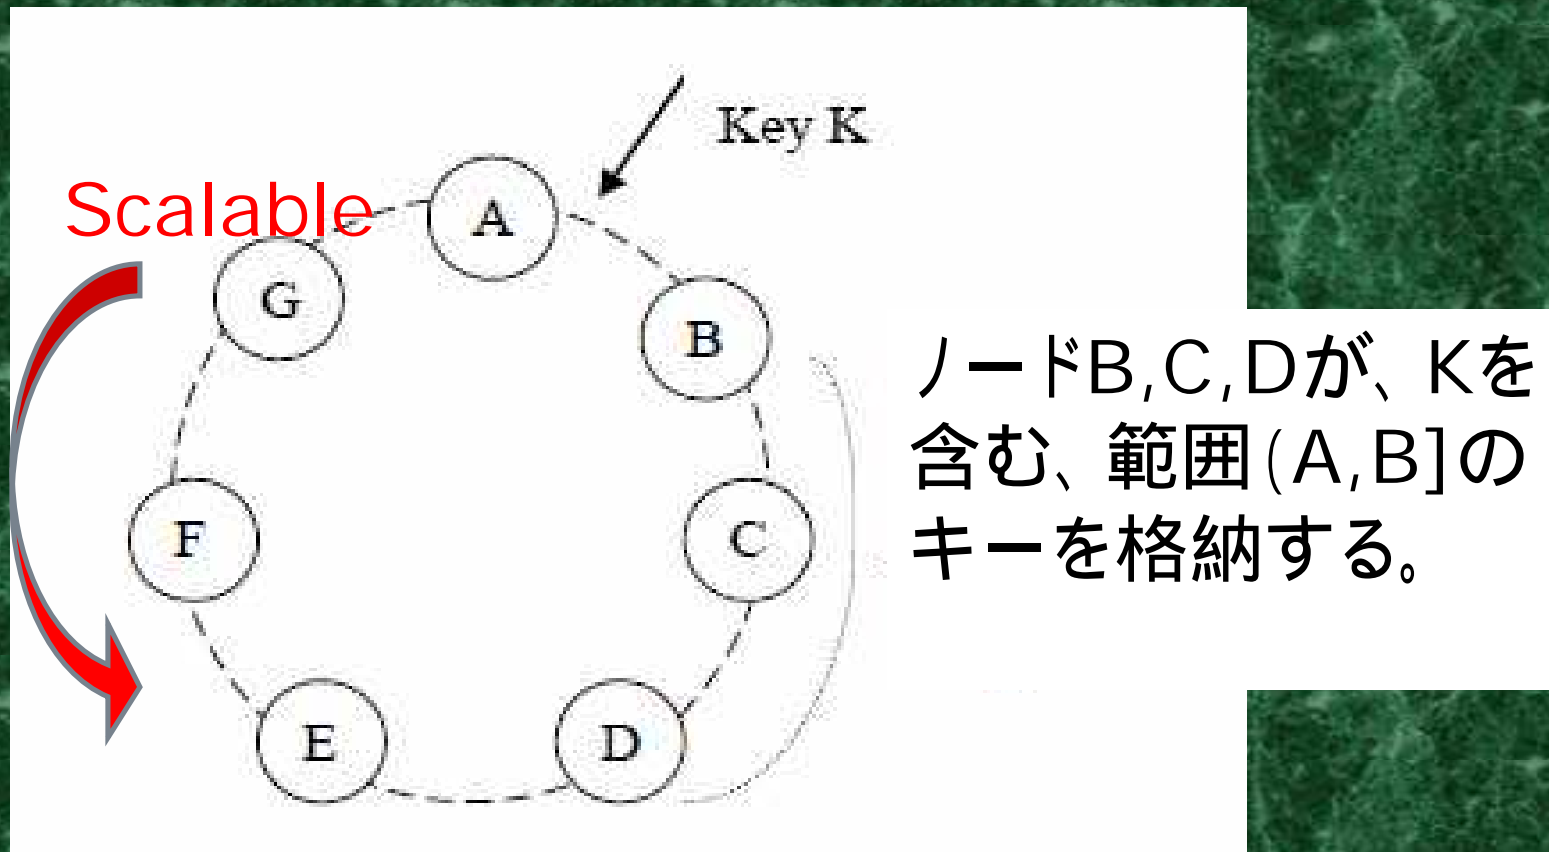 Key K
Scalable
A
G
B
F
C
E
D
ノードB,C,Dが、Kを
含む、範囲(A,B]の
キーを格納する。